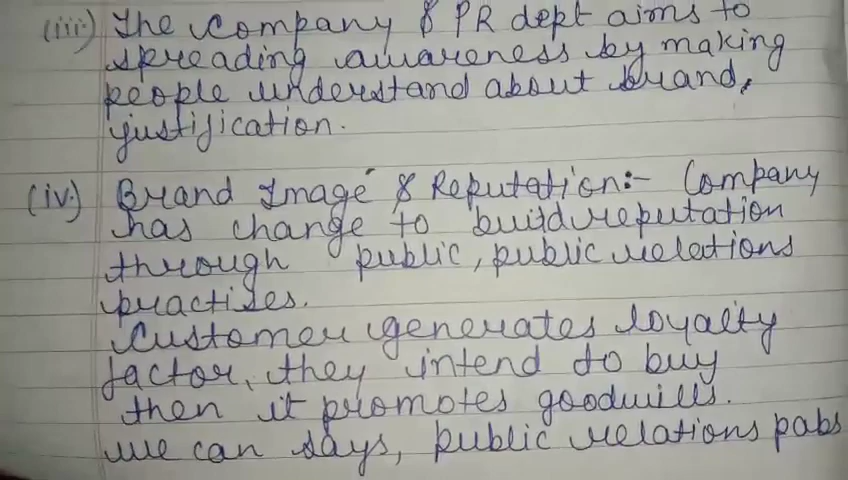 (iii) The Company & PR dept aims to
spreading awareness by making
people understand about brand,
justification.
(iv.) Brand Image & Reputation:- Company
has change to build reputation
through public, public relations
practises.
Customer generates loyalty
factor, they intend to buy
then it promotes goodwills.
we can says, public relations pabs